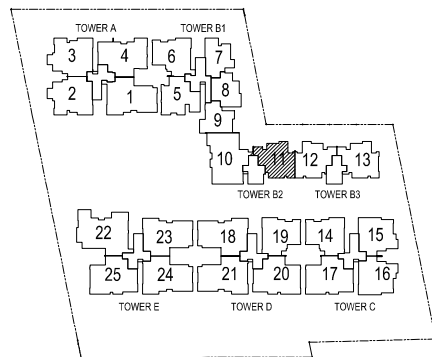 TOWER A TOWER B1
3 4 6 7
2 1 5 8
9
10 11 12 13
TOWER B2 TOWER B3
22 23 18 19 14 15
25 24 21 20 17 16
TOWER E TOWER D TOWER C